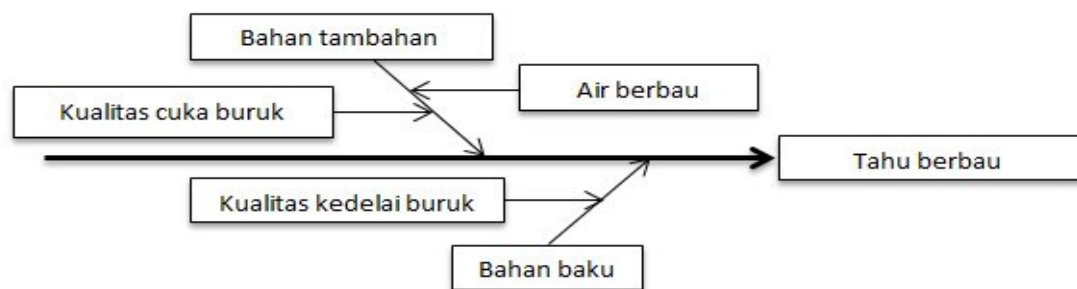 Bahan tambahan
Air berbau
Kualitas cuka buruk
Tahu berbau
Kualitas kedelai buruk
Bahan baku